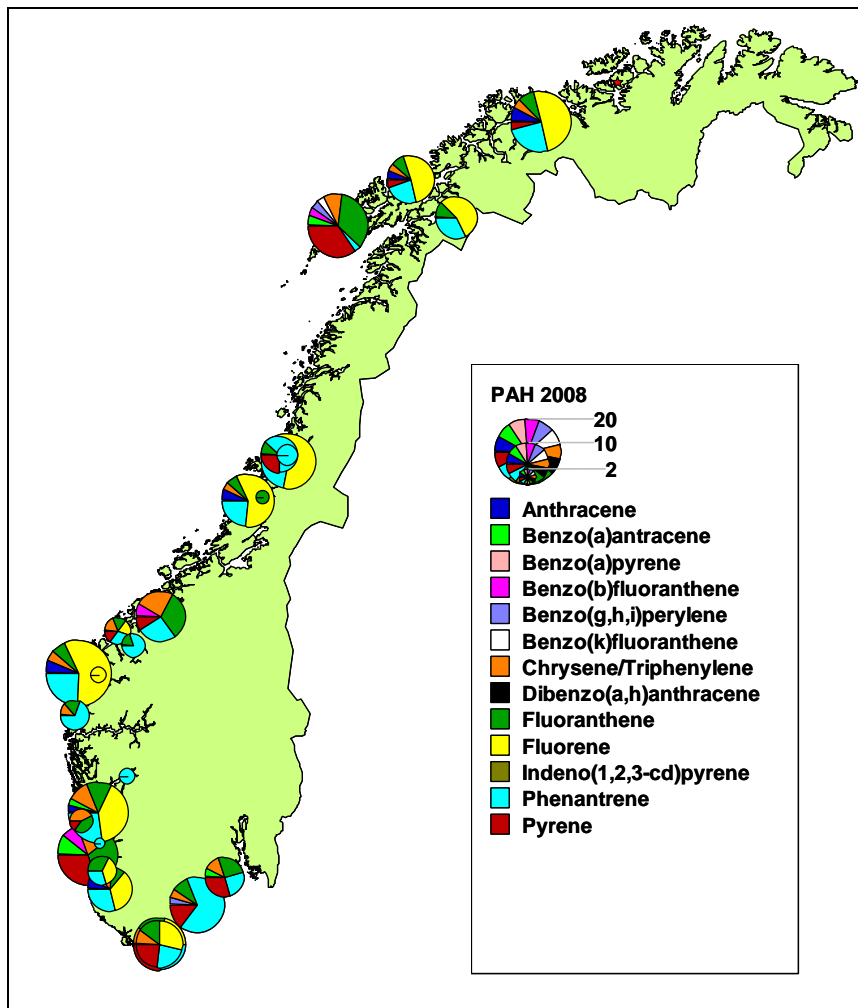 PAH 2008
20
10
2
Anthracene
Benzo(a)antracene
Benzo(a)pyrene
Benzo(b)fluoranthene
Benzo(g,h,i)perylene
Benzo(k)fluoranthene
Chrysene/Triphenylene
Dibenzo(a,h)anthracene
Fluoranthene
Fluorene
Indeno(1,2,3-cd)pyrene
Phenantrene
Pyrene